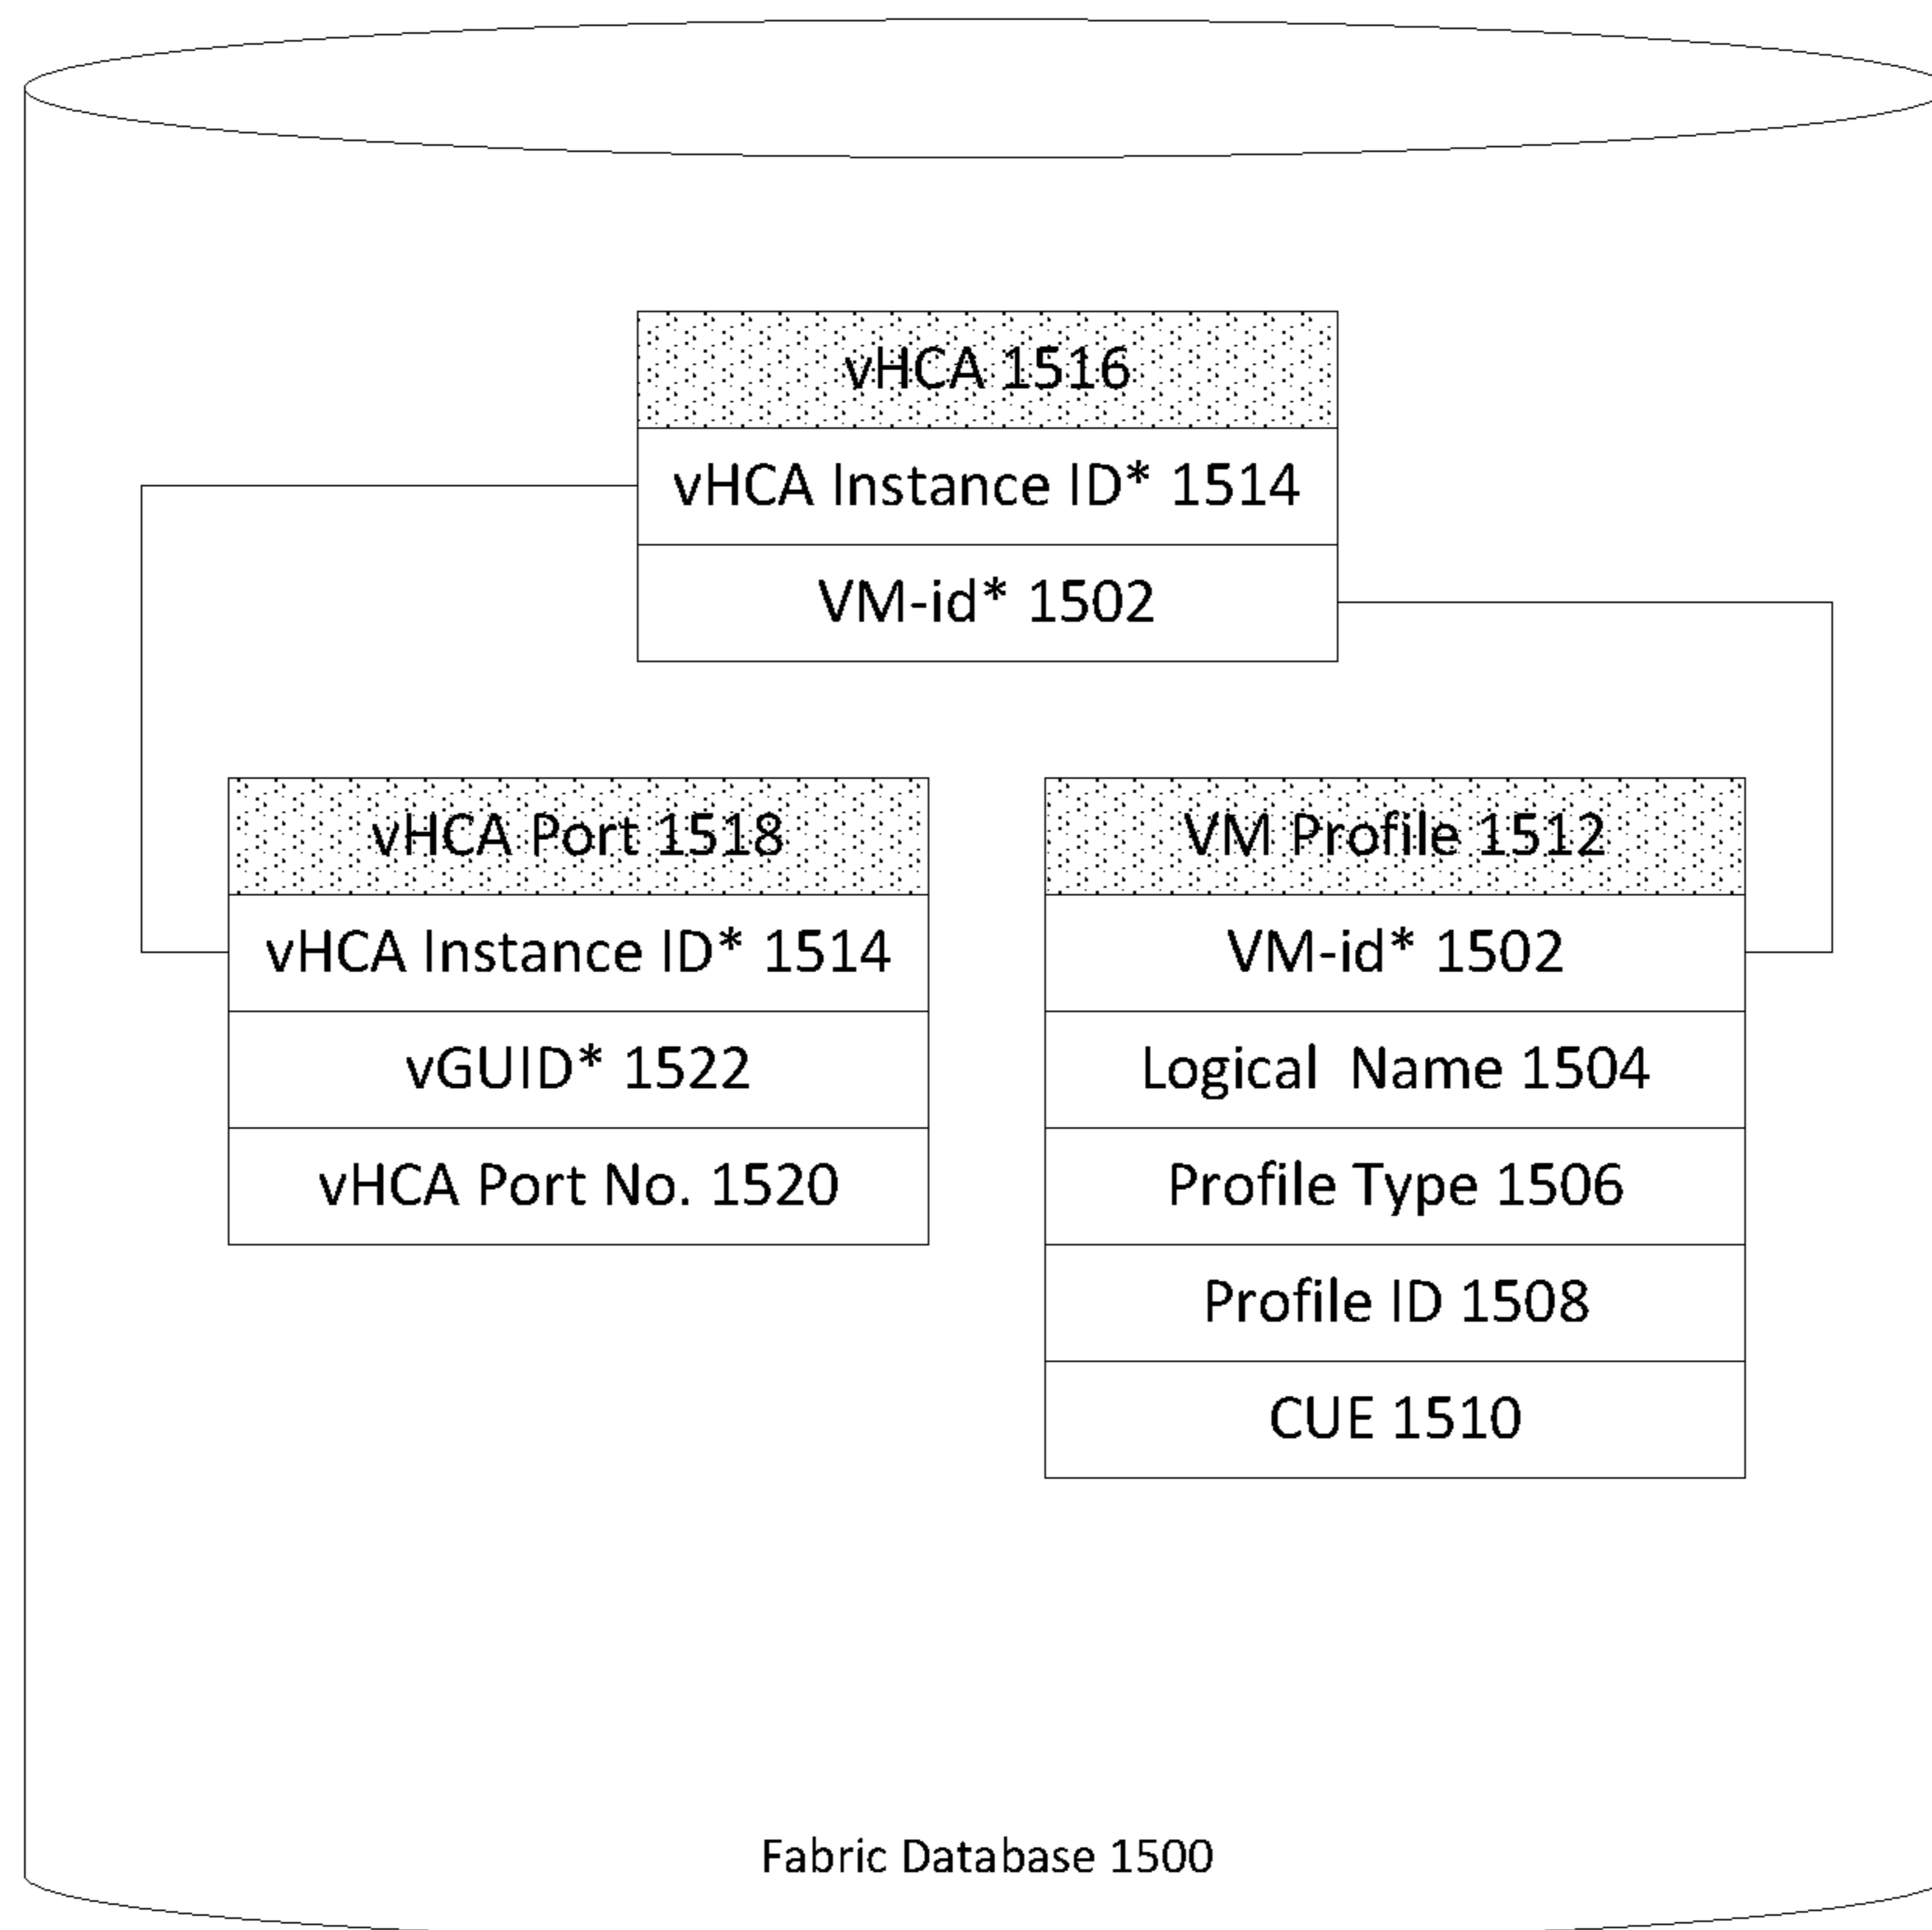 vHCA 1516
vHCA Instance ID* 1514
VM-id* 1502
vHCA Port 1518
vHCA Instance ID* 1514
vGUID* 1522
vHCA Port No. 1520
VM Profile 1512
VM-id* 1502
Logical Name 1504
Profile Type 1506
Profile ID 1508
CUE 1510
Fabric Database 1500